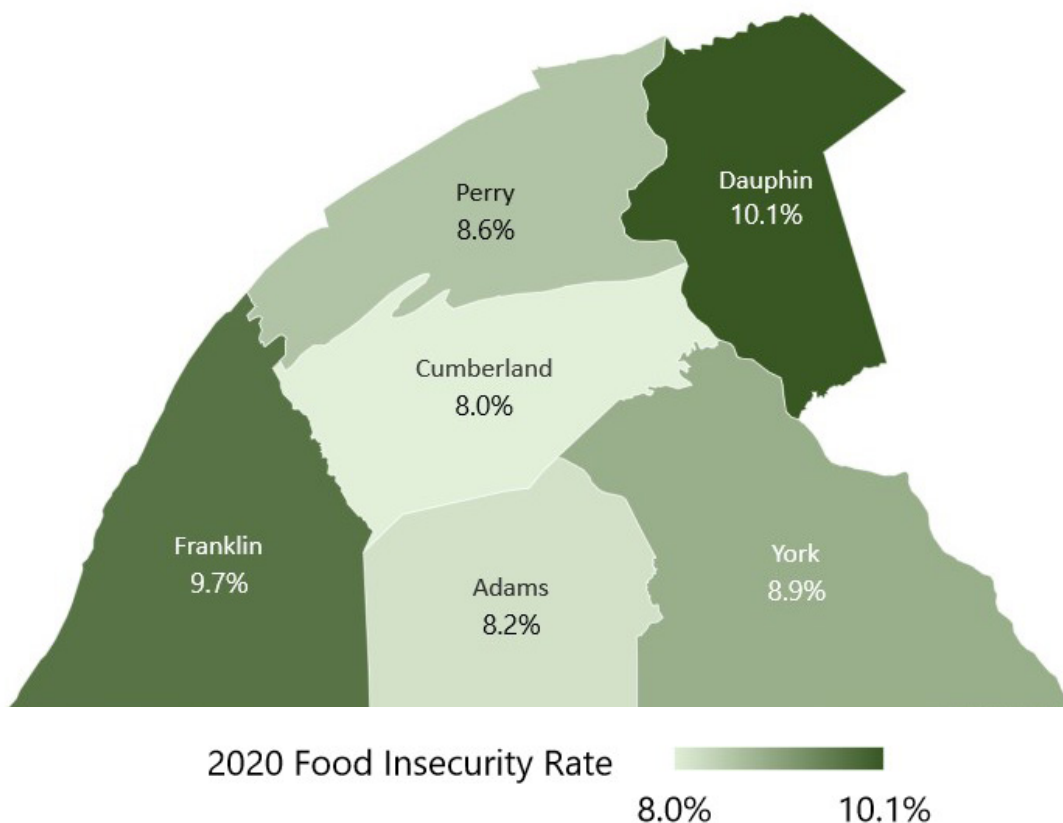 Perry
8.6%
Dauphin
10.1%
Cumberland
8.0%
Franklin
9.7%
Adams
8.2%
York
8.9%
2020 Food Insecurity Rate
8.0%
10.1%